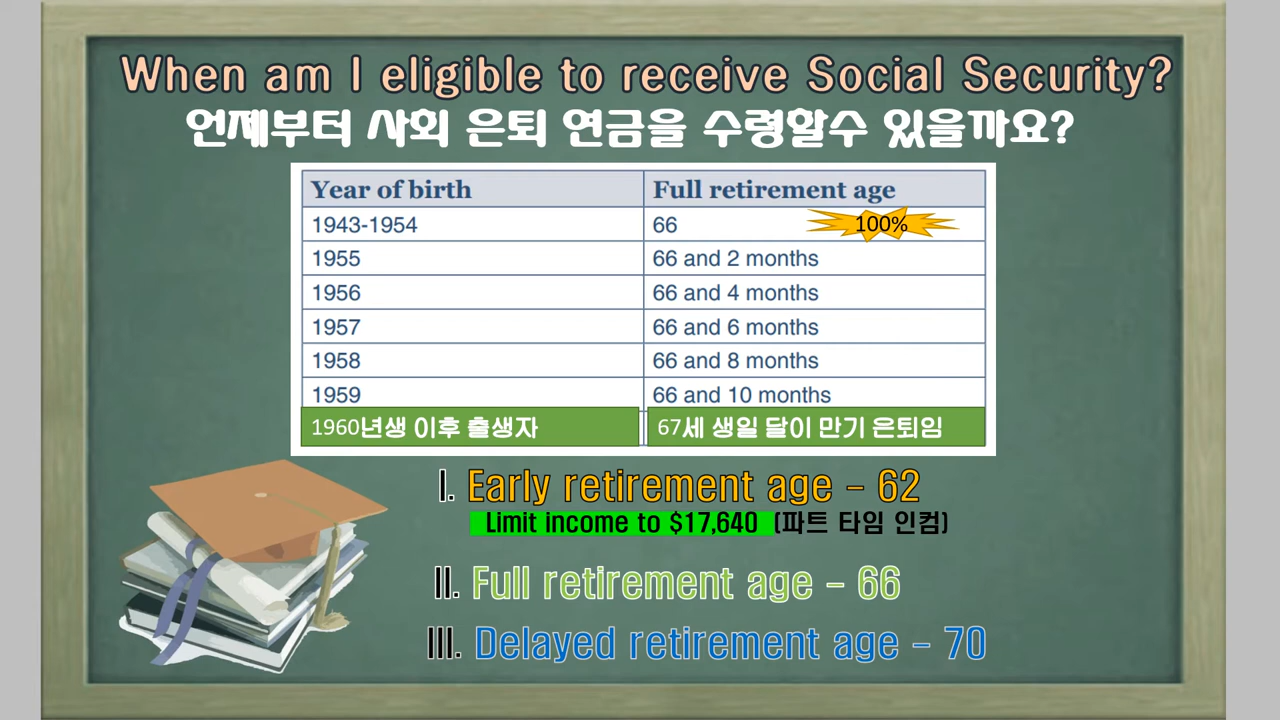 When am I eligible to receive Social Security?
언제부터 사회 은퇴 연금을 수령할수 있을까요?
Year of birth Full retirement age
1943-1954 66 100%
1955 66 and 2 months
1956 66 and 4 months
1957 66 and 6 months
1958 66 and 8 months
1959 66 and 10 months
1960년생 이후 출생자 67세 생일 달이 만기 은퇴임
I. Early retirement age – 62
Limit income to $17,640 (파트 타임 인컴)
II. Full retirement age – 66
III. Delayed retirement age – 70